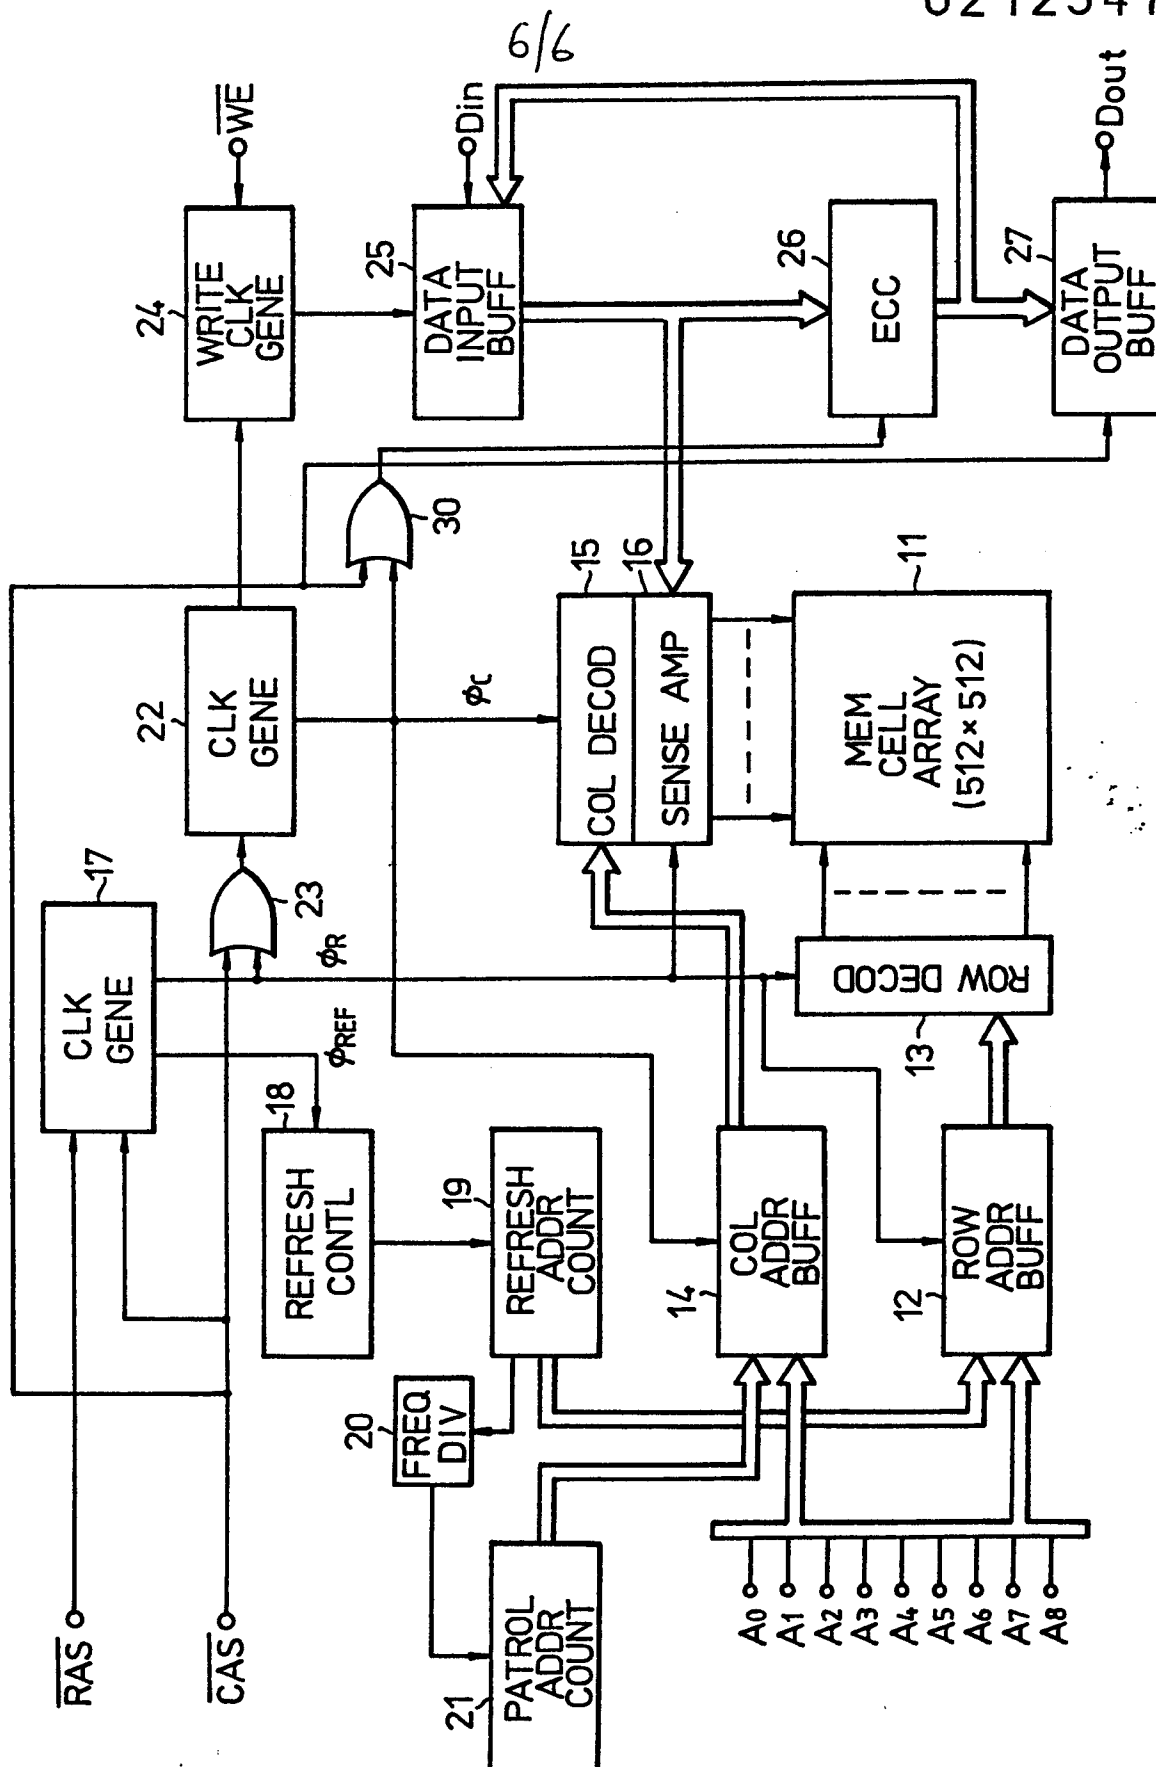 6/9
RAS
CAS
17
CLK
GENE
22
CLK
GENE
24
WRITE
CLK
GENE
WE
23
φR
φREF
18
REFRESH
CONTL
30
25
DATA
INPUT
BUFF
Din
20
FREQ
DIV
19
REFRESH
ADDR
COUNT
φC
21
PATROL
ADDR
COUNT
14
COL
ADDR
BUFF
15
COL DECOD
16
SENSE AMP
26
ECC
12
ROW
ADDR
BUFF
13
ROW DECOD
11
MEM
CELL
ARRAY
(512×512)
27
DATA
OUTPUT
BUFF
Dout
A0
A1
A2
A3
A4
A5
A6
A7
A8